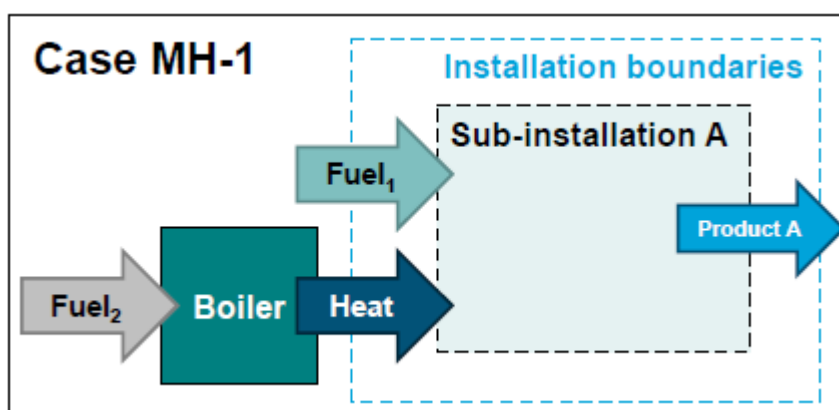 Case MH-1
Installation boundaries
Sub-installation A
Fuel₁
Product A
Fuel₂
Boiler
Heat